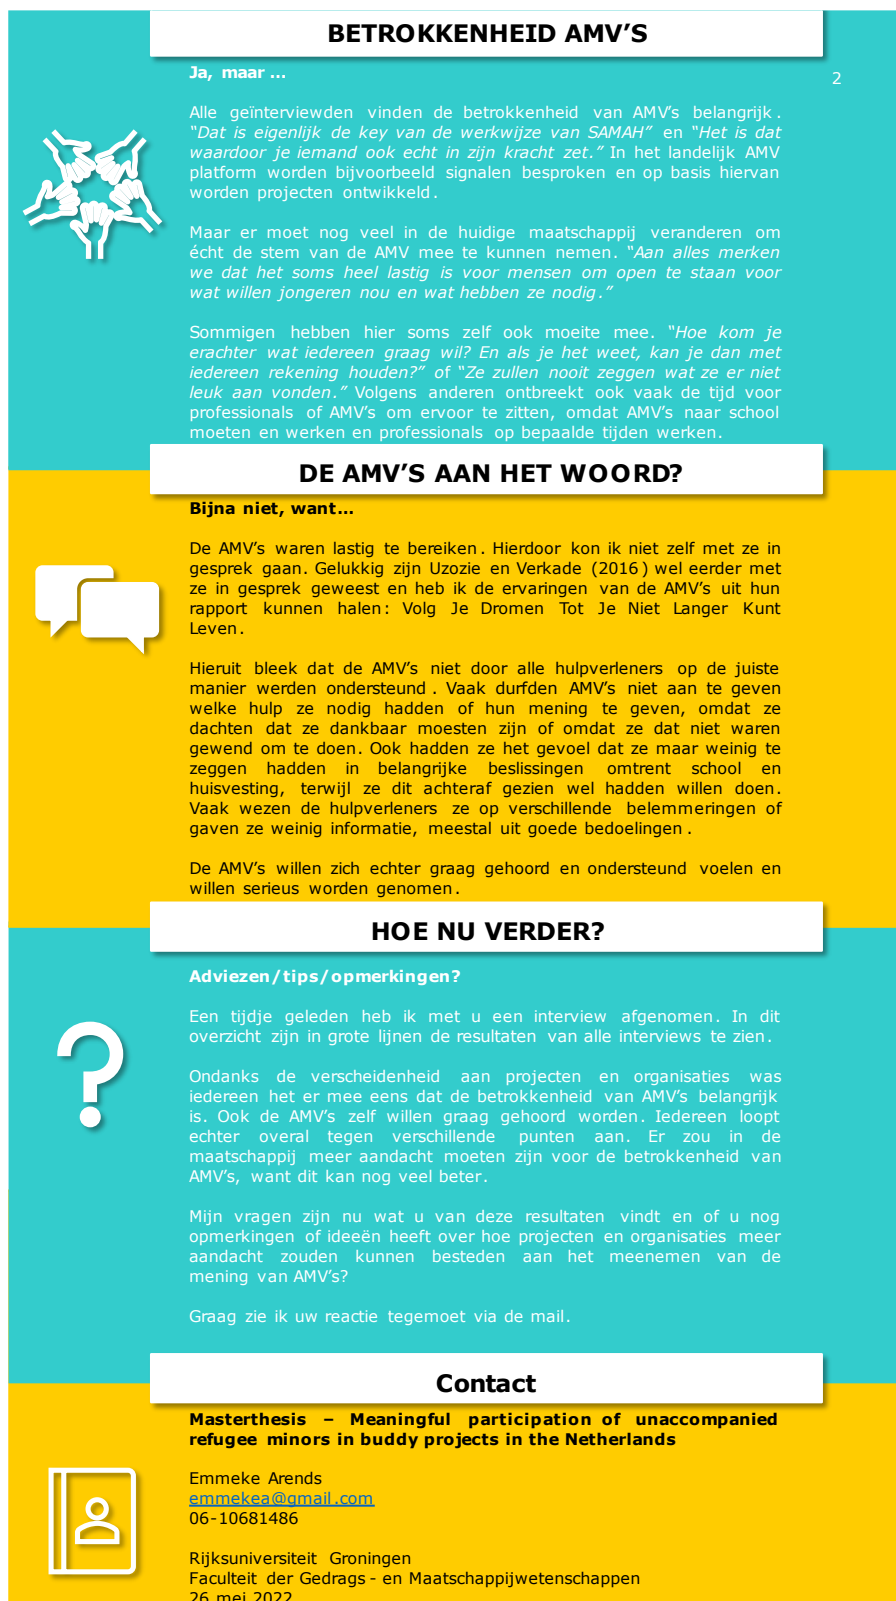 BETROKKENHEID AMV’S
Ja, maar …
2
Alle geïnterviewden vinden de betrokkenheid van AMV’s belangrijk.
“Dat is eigenlijk de key van de werkwijze van SAMAH” en “Het is dat
waardoor je iemand ook echt in zijn kracht zet.” In het landelijk AMV
platform worden bijvoorbeeld signalen besproken en op basis hiervan
worden projecten ontwikkeld.
Maar er moet nog veel in de huidige maatschappij veranderen om
écht de stem van de AMV mee te kunnen nemen. “Aan alles merken
we dat het soms heel lastig is voor mensen om open te staan voor
wat willen jongeren nou en wat hebben ze nodig.”
Sommigen hebben hier soms zelf ook moeite mee. “Hoe kom je
erachter wat iedereen graag wil? En als je het weet, kan je dan met
iedereen rekening houden?” of “Ze zullen nooit zeggen wat ze er niet
leuk aan vonden.” Volgens anderen ontbreekt ook vaak de tijd voor
professionals of AMV’s om ervoor te zitten, omdat AMV’s naar school
moeten en werken en professionals op bepaalde tijden werken.
DE AMV’S AAN HET WOORD?
Bijna niet, want…
De AMV’s waren lastig te bereiken. Hierdoor kon ik niet zelf met ze in
gesprek gaan. Gelukkig zijn Uzozie en Verkade (2016) wel eerder met
ze in gesprek geweest en heb ik de ervaringen van de AMV’s uit hun
rapport kunnen halen: Volg Je Dromen Tot Je Niet Langer Kunt
Leven.
Hieruit bleek dat de AMV’s niet door alle hulpverleners op de juiste
manier werden ondersteund. Vaak durfden AMV’s niet aan te geven
welke hulp ze nodig hadden of hun mening te geven, omdat ze
dachten dat ze dankbaar moesten zijn of omdat ze dat niet waren
gewend om te doen. Ook hadden ze het gevoel dat ze maar weinig te
zeggen hadden in belangrijke beslissingen omtrent school en
huisvesting, terwijl ze dit achteraf gezien wel hadden willen doen.
Vaak wezen de hulpverleners ze op verschillende belemmeringen of
gaven ze weinig informatie, meestal uit goede bedoelingen.
De AMV’s willen zich echter graag gehoord en ondersteund voelen en
willen serieus worden genomen.
HOE NU VERDER?
Adviezen/tips/opmerkingen?
Een tijdje geleden heb ik met u een interview afgenomen. In dit
overzicht zijn in grote lijnen de resultaten van alle interviews te zien.
Ondanks de verscheidenheid aan projecten en organisaties was
iedereen het er mee eens dat de betrokkenheid van AMV’s belangrijk
is. Ook de AMV’s zelf willen graag gehoord worden. Iedereen loopt
echter overal tegen verschillende punten aan. Er zou in de
maatschappij meer aandacht moeten zijn voor de betrokkenheid van
AMV’s, want dit kan nog veel beter.
Mijn vragen zijn nu wat u van deze resultaten vindt en of u nog
opmerkingen of ideeën heeft over hoe projecten en organisaties meer
aandacht zouden kunnen besteden aan het meenemen van de
mening van AMV’s?
Graag zie ik uw reactie tegemoet via de mail.
Contact
Masterthesis – Meaningful participation of unaccompanied
refugee minors in buddy projects in the Netherlands
Emmeke Arends
emmekea@gmail.com
06-10681486
Rijksuniversiteit Groningen
Faculteit der Gedrags- en Maatschappijwetenschappen
26 mei 2022